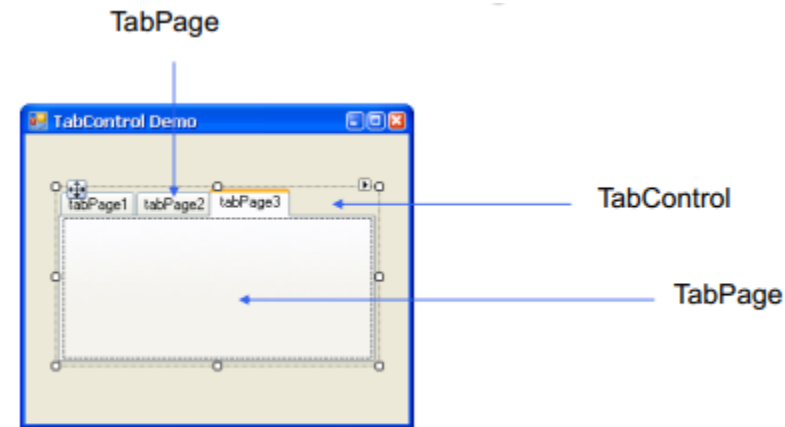 TabPage
TabControl Demo
tabPage1 tabPage2 tabPage3
TabControl
TabPage